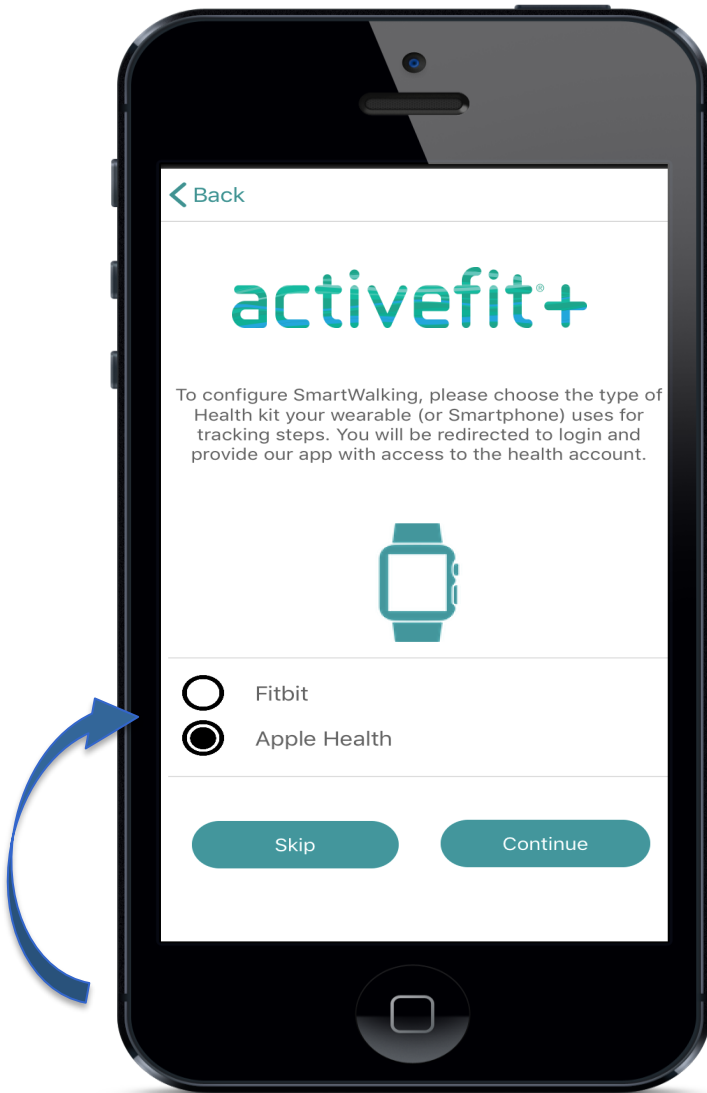 Back
activefit®+
To configure SmartWalking, please choose the type of
Health kit your wearable (or Smartphone) uses for
tracking steps. You will be redirected to login and
provide our app with access to the health account.
Fitbit
Apple Health
Skip
Continue